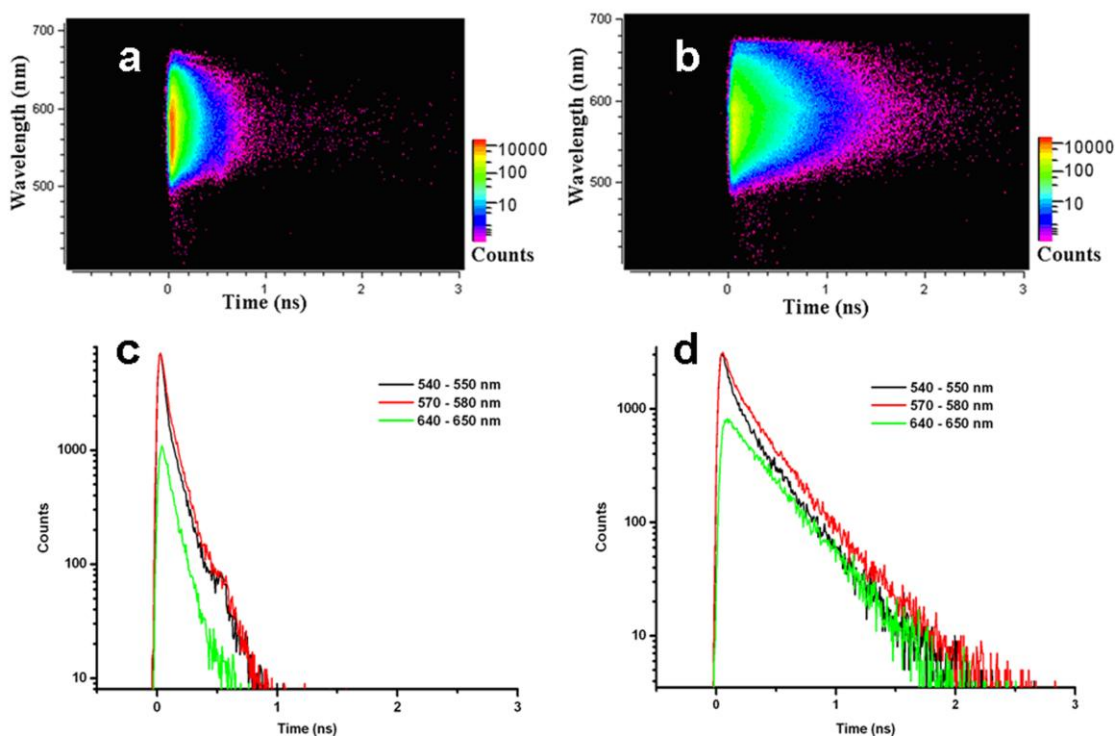 a
700
600
500
Wavelength (nm)
0
1
2
3
Time (ns)
10000
100
10
Counts
b
700
600
500
Wavelength (nm)
0
1
2
3
Time (ns)
10000
100
10
Counts
c
540 - 550 nm
570 - 580 nm
640 - 650 nm
1000
100
10
Counts
0
1
2
3
Time (ns)
d
540 - 550 nm
570 - 580 nm
640 - 650 nm
1000
100
10
Counts
0
1
2
3
Time (ns)